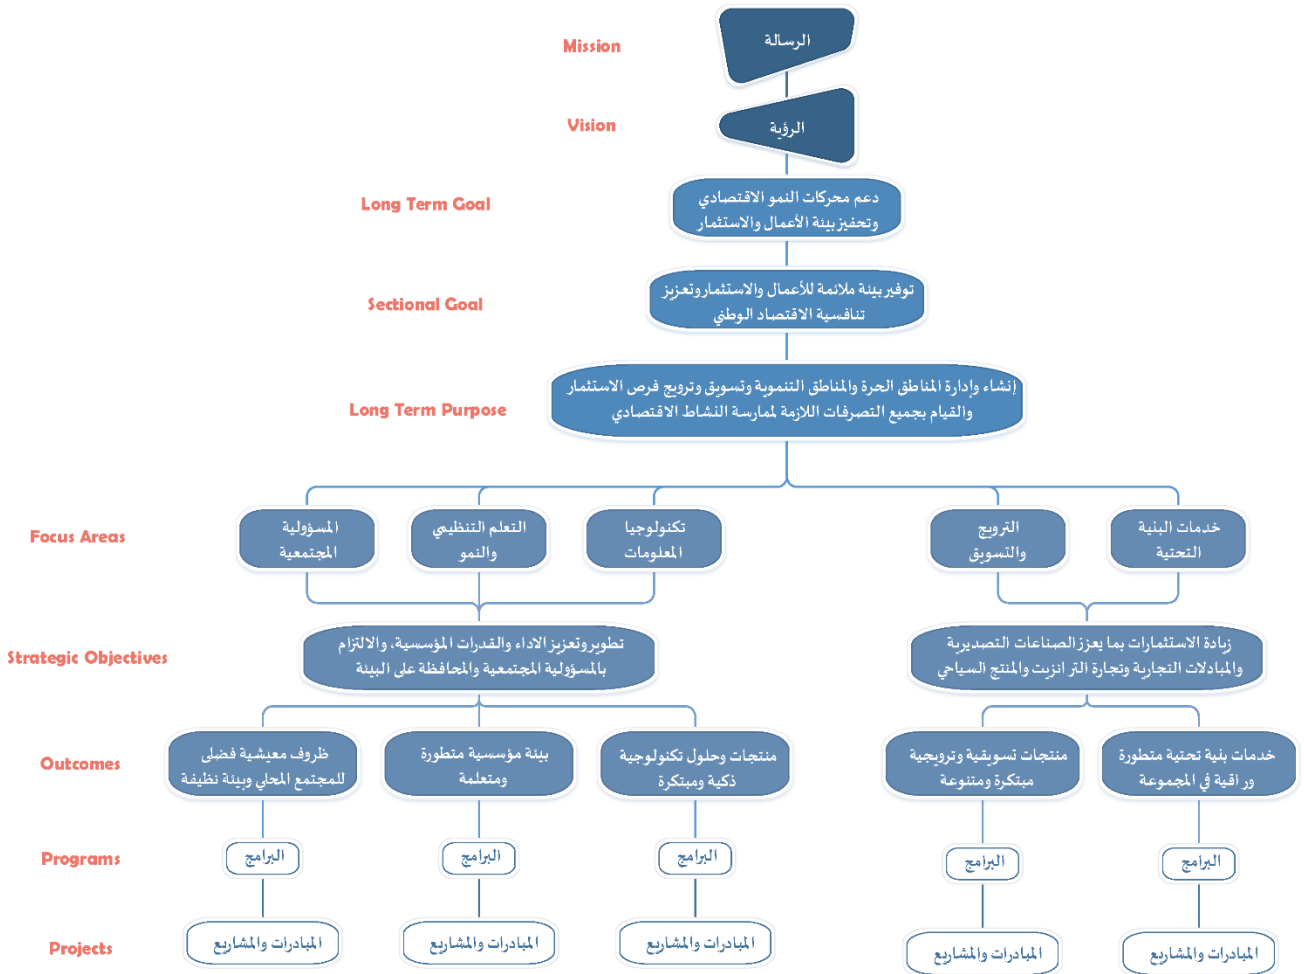 Mission
الرسالة
Vision
الرؤية
Long Term Goal
دعم محركات النمو الاقتصادي
وتحفيز بيئة الأعمال والاستثمار
Sectional Goal
توفير بيئة ملائمة للأعمال والاستثمار وتعزيز
تنافسية الاقتصاد الوطني
Long Term Purpose
إنشاء وإدارة المناطق الحرة والمناطق التنموية وتسويق وترويج فرص الاستثمار
والقيام بجميع التصرفات اللازمة لممارسة النشاط الاقتصادي
Focus Areas
خدمات البنية
التحتية
الترويج
والتسويق
تكنولوجيا
المعلومات
التعلم التنظيمي
والنمو
المسؤولية
المجتمعية
Strategic Objectives
زيادة الاستثمارات بما يعزز الصناعات التصديرية
والمبادلات التجارية وتجارة الترانزيت والمنتج السياحي
تطوير وتعزيز الاداء والقدرات المؤسسية، والالتزام
بالمسؤولية المجتمعية والمحافظة على البيئة
Outcomes
خدمات بنية تحتية متطورة
وراقية في المجموعة
منتجات تسويقية وترويجية
مبتكرة ومتنوعة
منتجات وحلول تكنولوجية
ذكية ومبتكرة
بيئة مؤسسية متطورة
ومتعلمة
ظروف معيشية فضلى
للمجتمع المحلي وبيئة نظيفة
Programs
البرامج
البرامج
البرامج
البرامج
البرامج
Projects
المبادرات والمشاريع
المبادرات والمشاريع
المبادرات والمشاريع
المبادرات والمشاريع
المبادرات والمشاريع